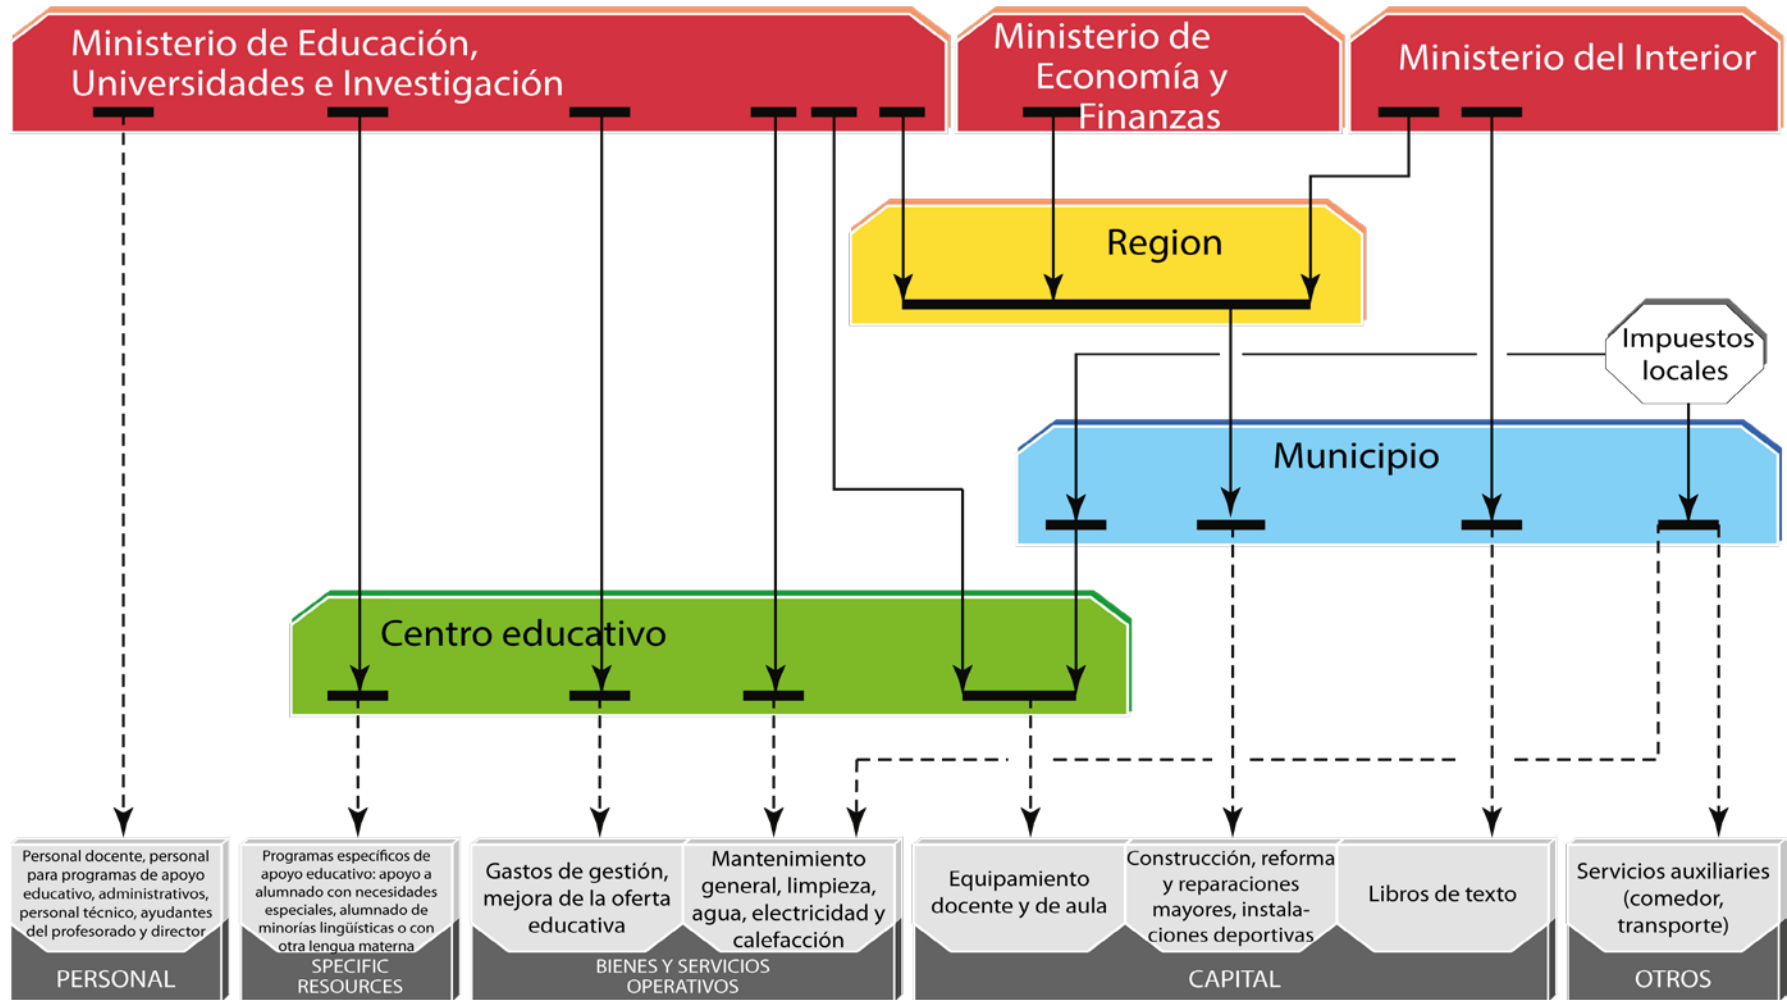 Ministerio de Educación,
Universidades e Investigación
Ministerio de
Economía y
Finanzas
Ministerio del Interior
Region
Impuestos
locales
Municipio
Centro educativo
Personal docente, personal
para programas de apoyo
educativo, administrativos,
personal técnico, ayudantes
del profesorado y director
PERSONAL
Programas específicos de
apoyo educativo: apoyo a
alumnado con necesidades
especiales, alumnado de
minorías lingüísticas o con
otra lengua materna
SPECIFIC
RESOURCES
Gastos de gestión,
mejora de la oferta
educativa
Mantenimiento
general, limpieza,
agua, electricidad y
calefacción
BIENES Y SERVICIOS
OPERATIVOS
Equipamiento
docente y de aula
Construcción, reforma
y reparaciones
mayores, instala-
ciones deportivas
Libros de texto
CAPITAL
Servicios auxiliaries
(comedor,
transporte)
OTROS